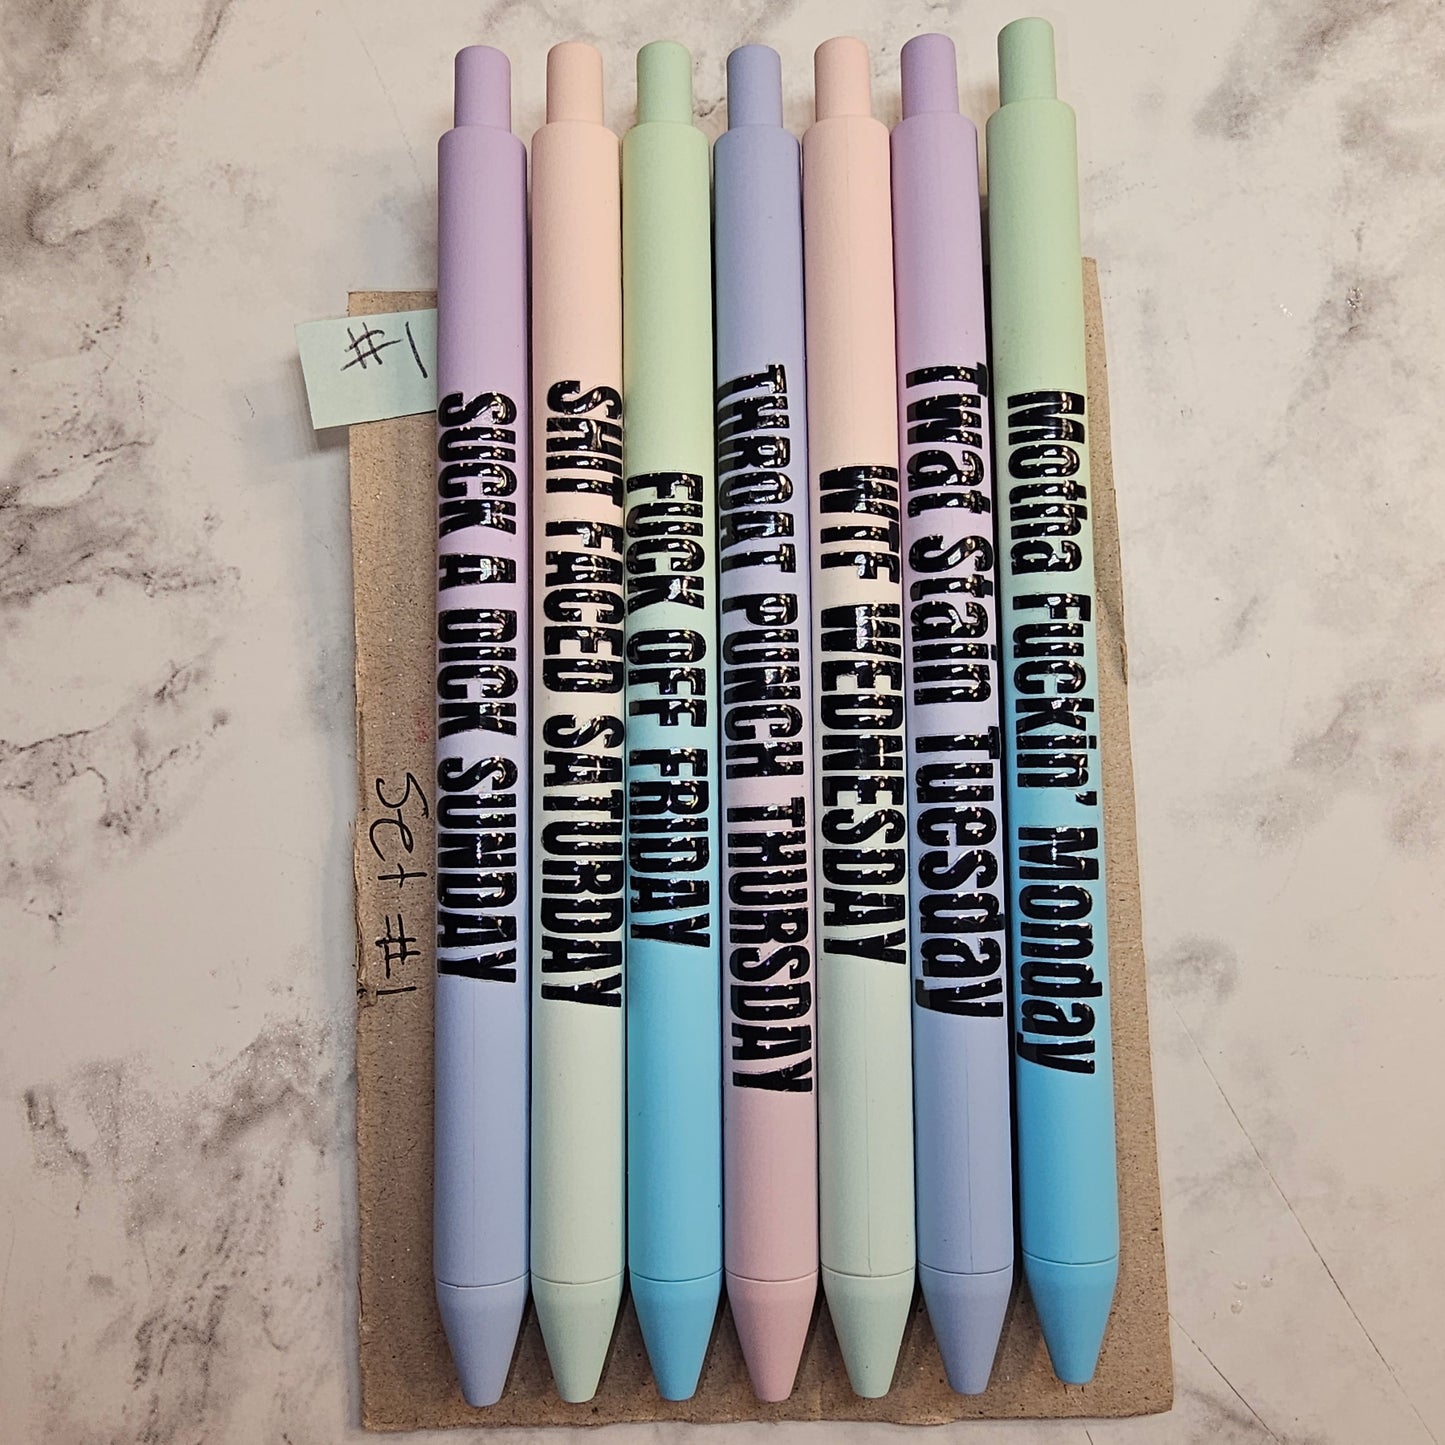 #1
Set #1
SUCK A DICK SUNDAY
SHIT FACED SATURDAY
FUCK OFF FRIDAY
THROAT PUNCH THURSDAY
WTF WEDNESDAY
Twat Stain Tuesday
Motha Fuckin' Monday